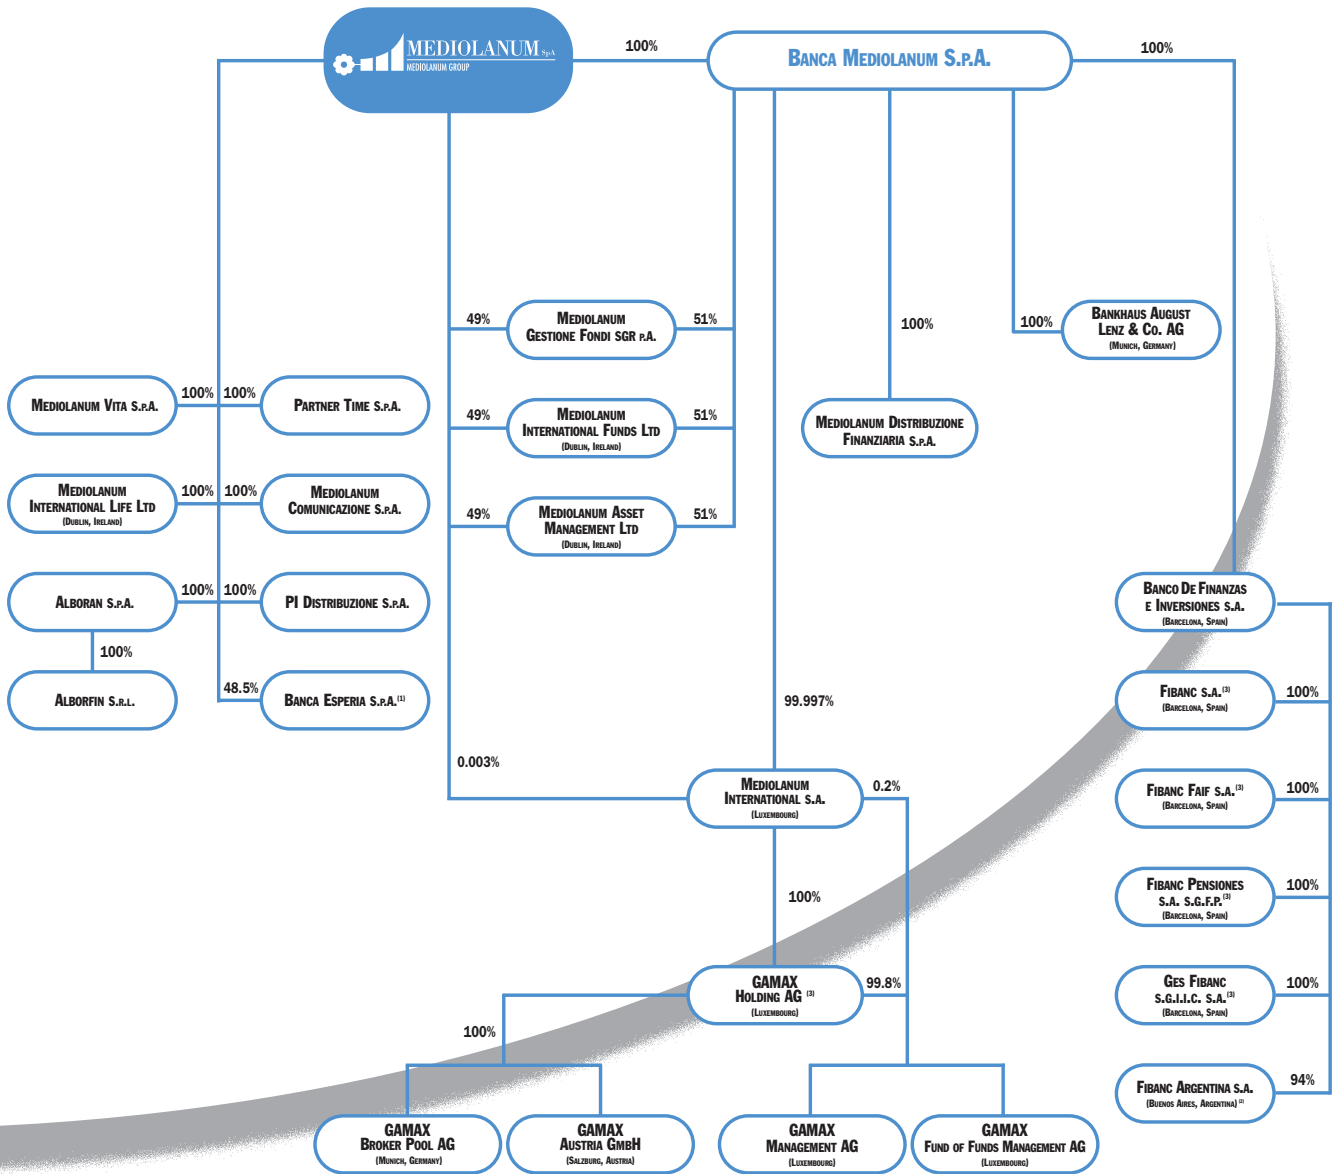 MEDIOLANUM S.p.A.
MEDIOLANUM GROUP
100%
BANCA MEDIOLANUM S.P.A.
100%
49%
MEDIOLANUM
GESTIONE FONDI SGR P.A.
51%
100%
100%
BANKHAUS AUGUST
LENZ & CO. AG
(MUNICH, GERMANY)
MEDIOLANUM VITA S.P.A.
100%
100%
PARTNER TIME S.P.A.
49%
MEDIOLANUM
INTERNATIONAL FUNDS LTD
(DUBLIN, IRELAND)
51%
MEDIOLANUM DISTRIBUZIONE
FINANZIARIA S.P.A.
MEDIOLANUM
INTERNATIONAL LIFE LTD
(DUBLIN, IRELAND)
100%
100%
MEDIOLANUM
COMUNICAZIONE S.P.A.
49%
MEDIOLANUM ASSET
MANAGEMENT LTD
(DUBLIN, IRELAND)
51%
ALBORAN S.P.A.
100%
100%
PI DISTRIBUZIONE S.P.A.
BANCO DE FINANZAS
E INVERSIONES S.A.
(BARCELONA, SPAIN)
100%
ALBORFIN S.R.L.
48.5%
BANCA ESPERIA S.P.A.(1)
99.997%
FIBANC S.A.(3)
(BARCELONA, SPAIN)
100%
0.003%
MEDIOLANUM
INTERNATIONAL S.A.
(LUXEMBOURG)
0.2%
FIBANC FAIF S.A.(3)
(BARCELONA, SPAIN)
100%
100%
FIBANC PENSIONES
S.A. S.G.F.P.(3)
(BARCELONA, SPAIN)
100%
GAMAX
HOLDING AG (3)
(LUXEMBOURG)
99.8%
GES FIBANC
S.G.I.I.C. S.A.(3)
(BARCELONA, SPAIN)
100%
100%
FIBANC ARGENTINA S.A.
(BUENOS AIRES, ARGENTINA) (2)
94%
GAMAX
BROKER POOL AG
(MUNICH, GERMANY)
GAMAX
AUSTRIA GMBH
(SALZBURG, AUSTRIA)
GAMAX
MANAGEMENT AG
(LUXEMBOURG)
GAMAX
FUND OF FUNDS MANAGEMENT AG
(LUXEMBOURG)